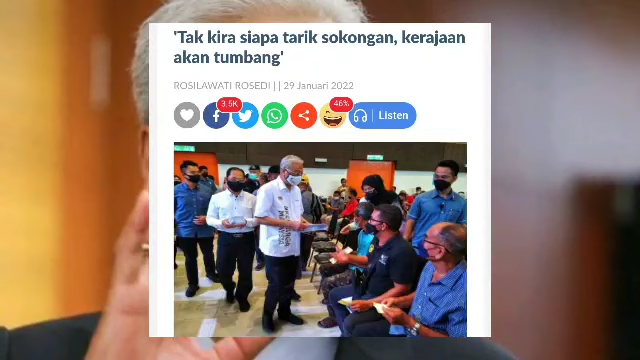 'Tak kira siapa tarik sokongan, kerajaan
akan tumbang'
ROSILAWATI ROSEDI | | 29 Januari 2022
3.5K
46%
Listen